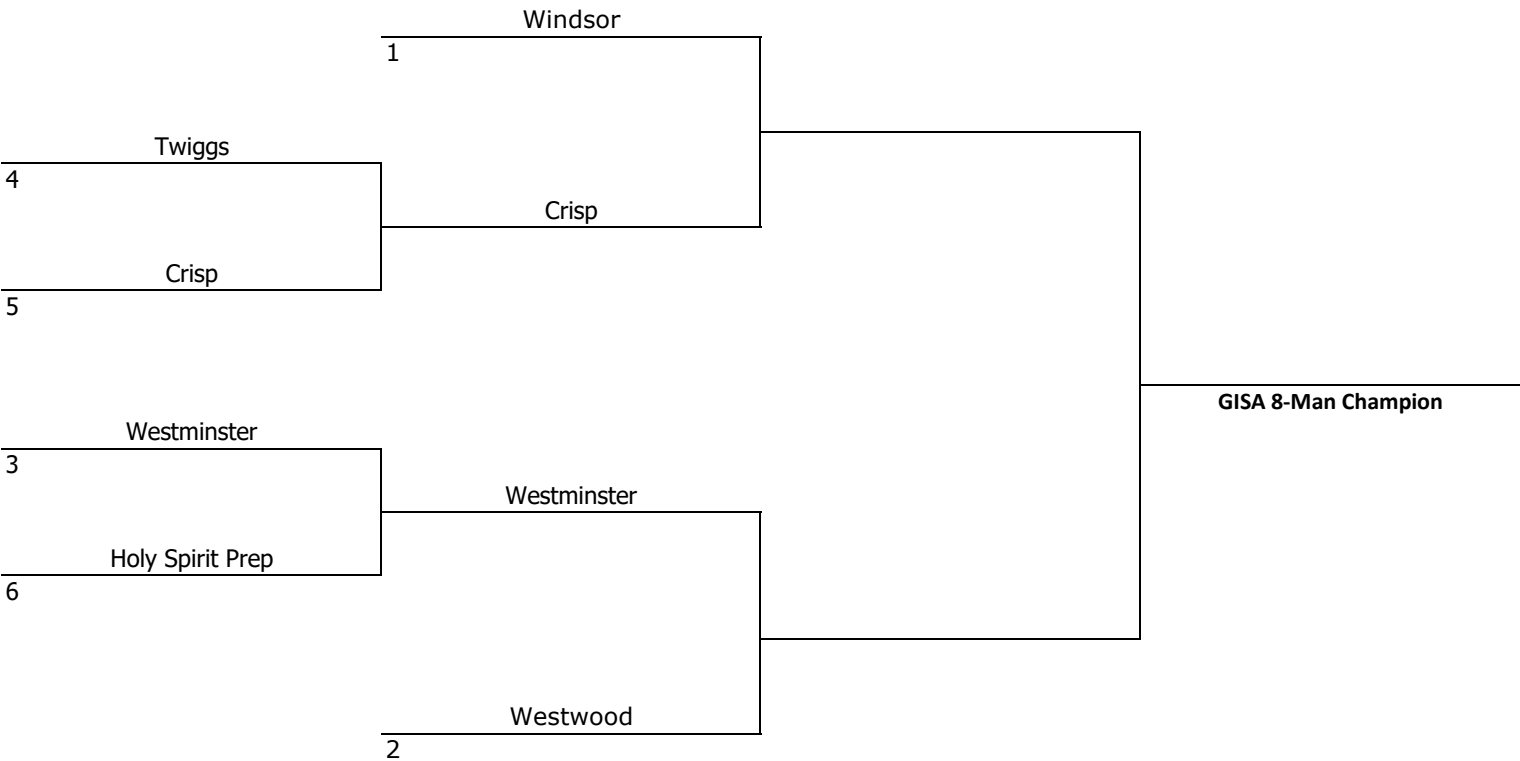 Windsor
1
Twiggs
4
Crisp
Crisp
5
GISA 8-Man Champion
Westminster
3
Westminster
Holy Spirit Prep
6
Westwood
2